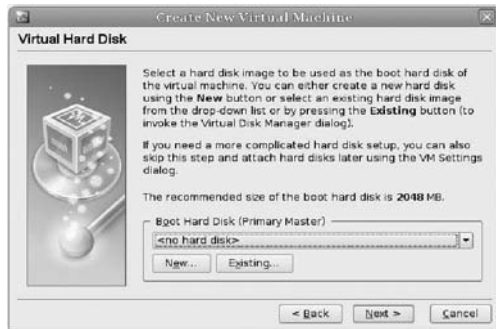 Create New Virtual Machine
Virtual Hard Disk
Select a hard disk image to be used as the boot hard disk of
the virtual machine. You can either create a new hard disk
using the New button or select an existing hard disk image
from the drop-down list or by pressing the Existing button (to
invoke the Virtual Disk Manager dialog).
If you need a more complicated hard disk setup, you can also
skip this step and attach hard disks later using the VM Settings
dialog.
The recommended size of the boot hard disk is 2048 MB.
Boot Hard Disk (Primary Master)
<no hard disk>
New...
Existing...
< Back
Next >
Cancel